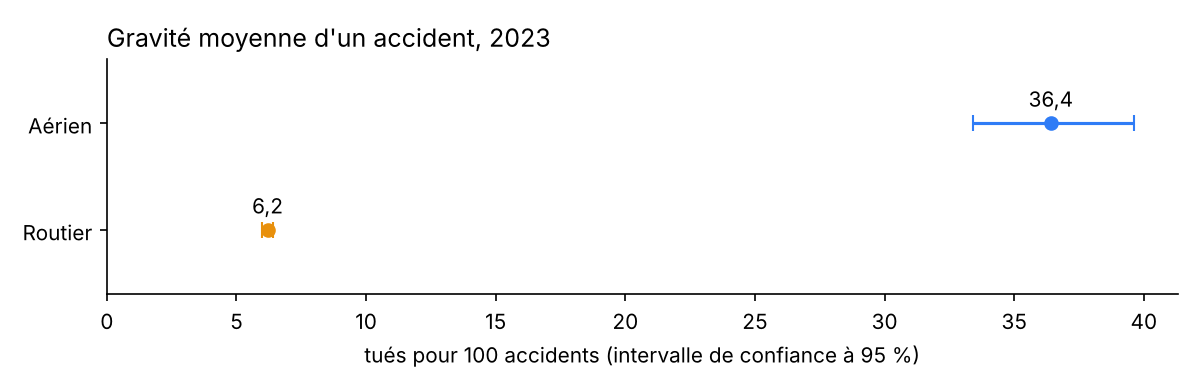 Gravité moyenne d'un accident, 2023
36,4
Aérien
6,2
Routier
0 5 10 15 20 25 30 35 40
tués pour 100 accidents (intervalle de confiance à 95 %)